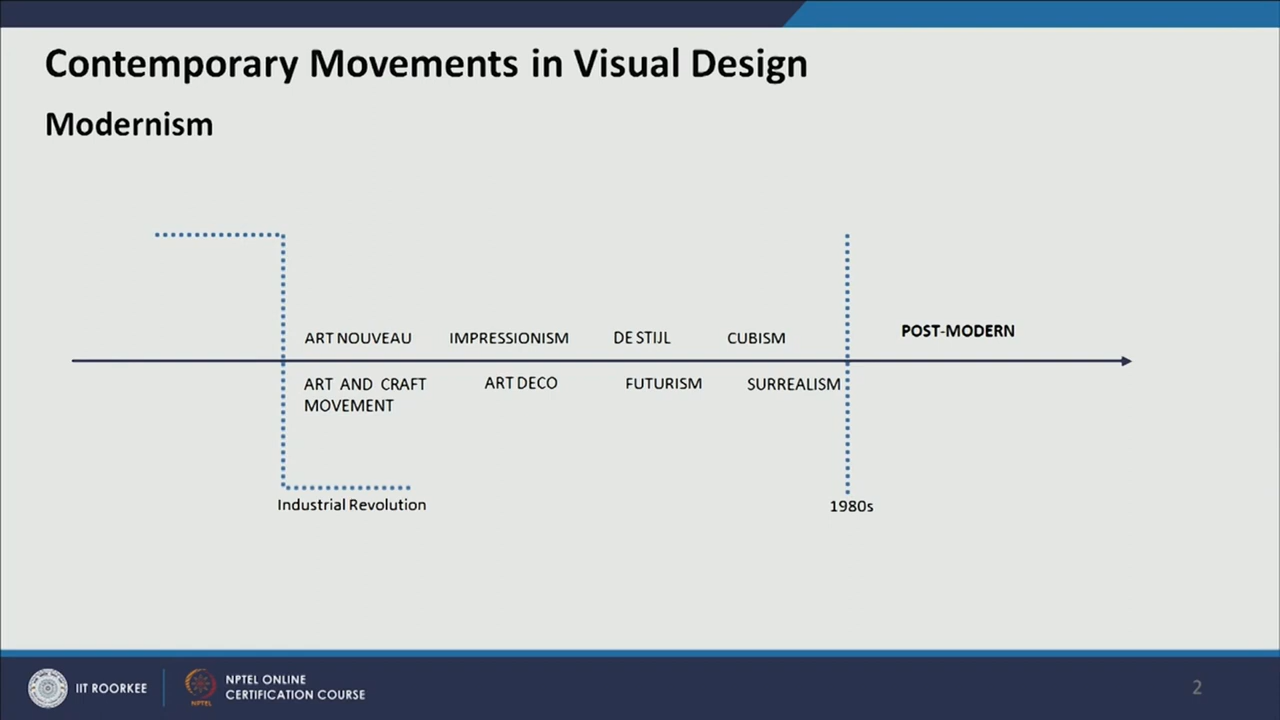 Contemporary Movements in Visual Design
Modernism
ART NOUVEAU IMPRESSIONISM DE STIJL CUBISM POST-MODERN
ART AND CRAFT ART DECO FUTURISM SURREALISM
MOVEMENT
Industrial Revolution 1980s
IIT ROORKEE
NPTEL
NPTEL ONLINE
CERTIFICATION COURSE
2